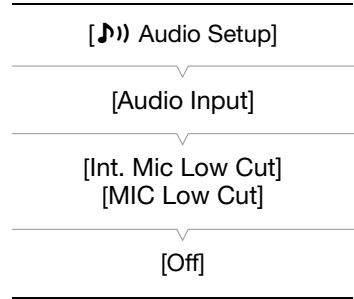 [♪)) Audio Setup]
[Audio Input]
[Int. Mic Low Cut]
[MIC Low Cut]
[Off]